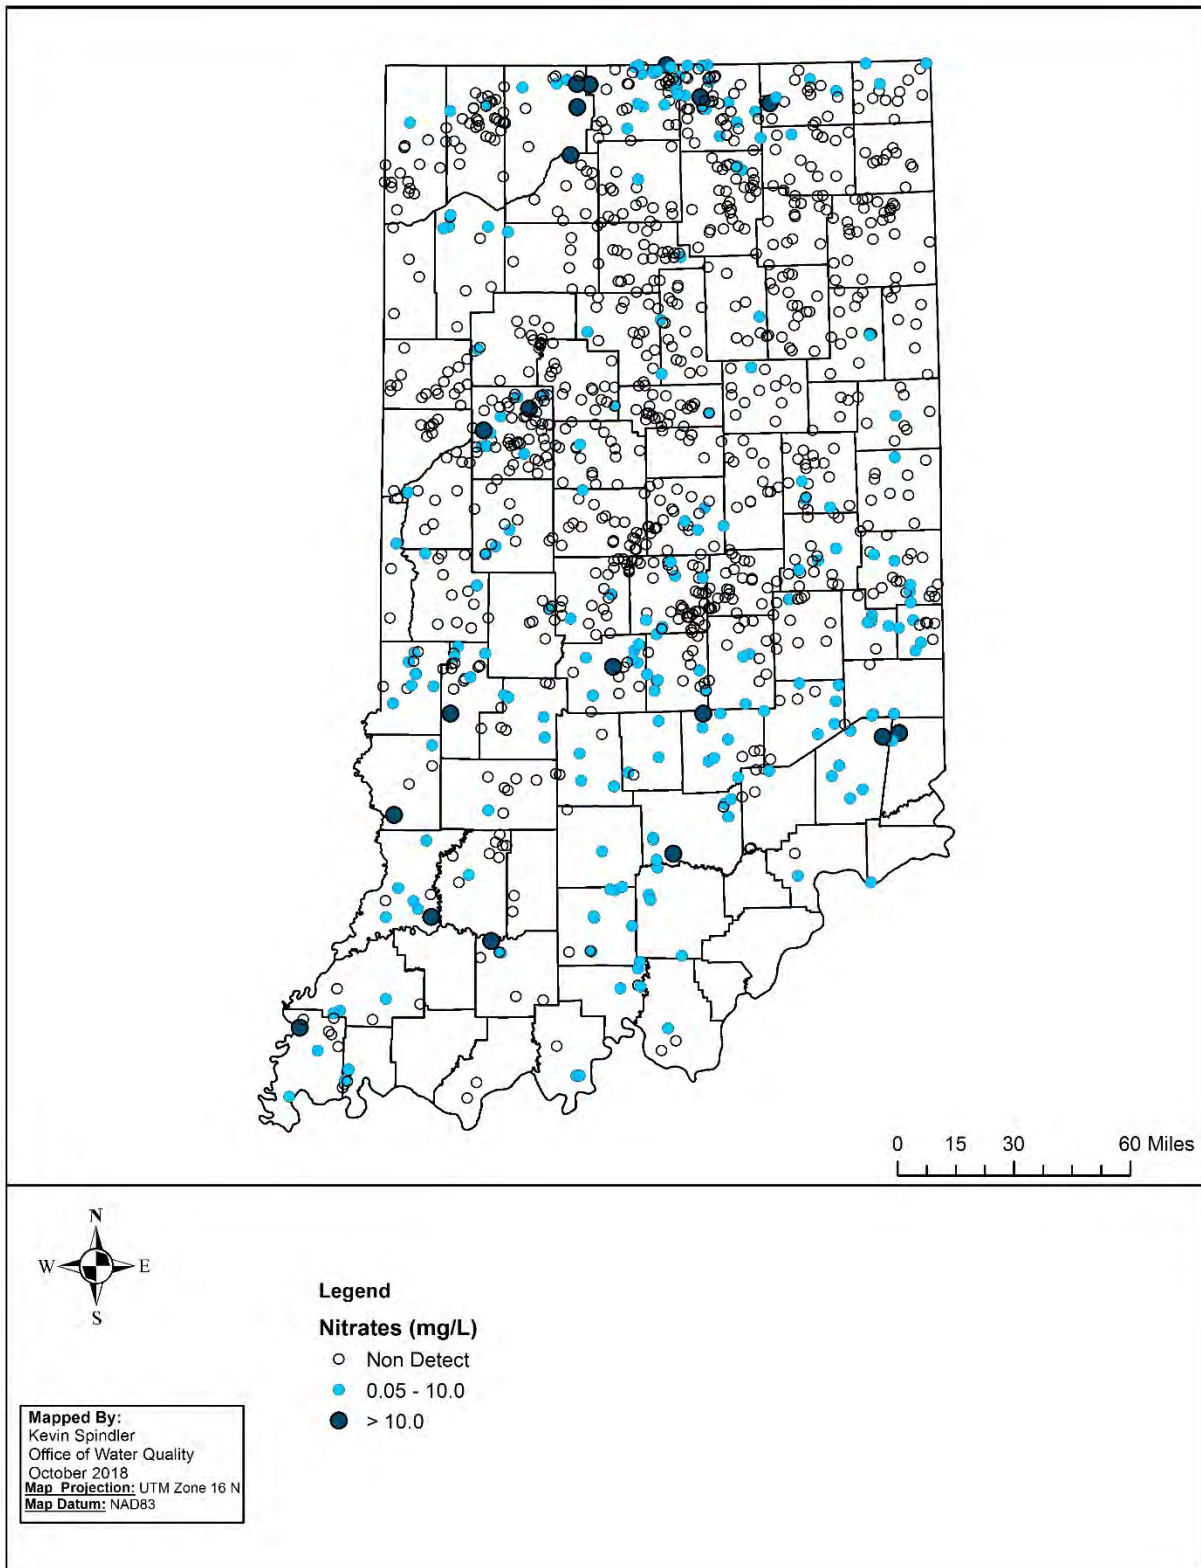 0 15 30 60 Miles
N
W E
S
Legend
Nitrates (mg/L)
Non Detect
0.05 - 10.0
> 10.0
Mapped By:
Kevin Spindler
Office of Water Quality
October 2018
Map Projection: UTM Zone 16 N
Map Datum: NAD83